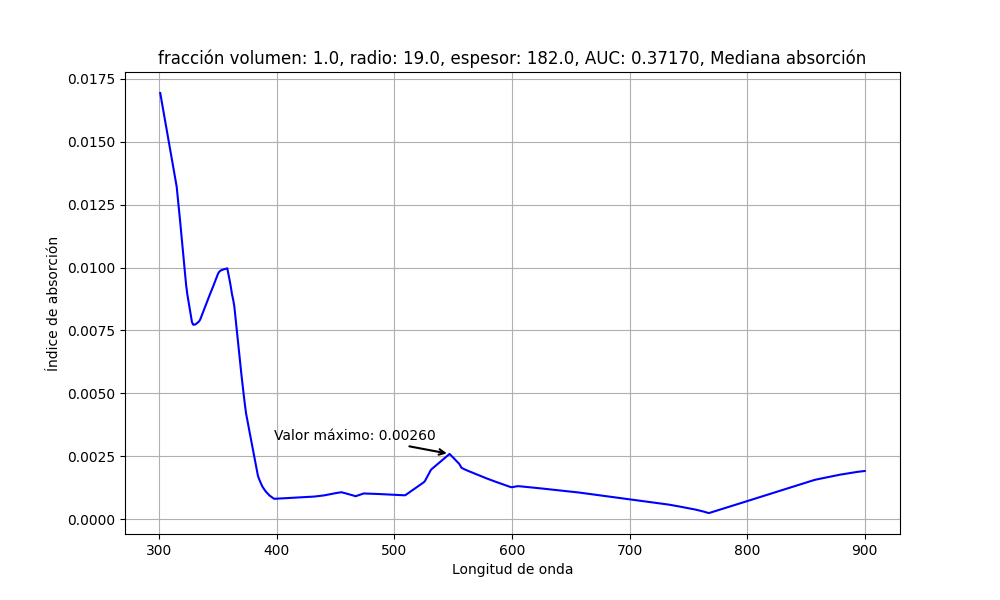 fracción volumen: 1.0, radio: 19.0, espesor: 182.0, AUC: 0.37170, Mediana absorción
0.0175
0.0150
0.0125
0.0100
0.0075
0.0050
0.0025
0.0000
Índice de absorción
Valor máximo: 0.00260
300 400 500 600 700 800 900
Longitud de onda